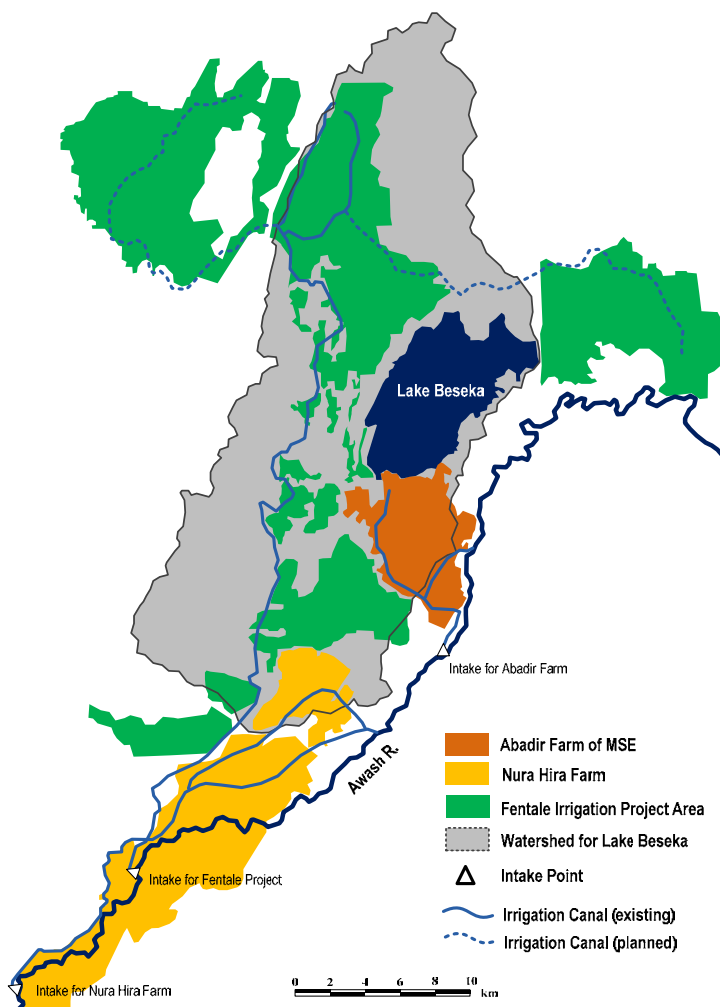 Lake Beseka
Intake for Abadir Farm
Awash R.
Abadir Farm of MSE
Nura Hira Farm
Fentale Irrigation Project Area
Watershed for Lake Beseka
Intake Point
Irrigation Canal (existing)
Irrigation Canal (planned)
Intake for Fentale Project
Intake for Nura Hira Farm
0 2 4 6 8 10
km